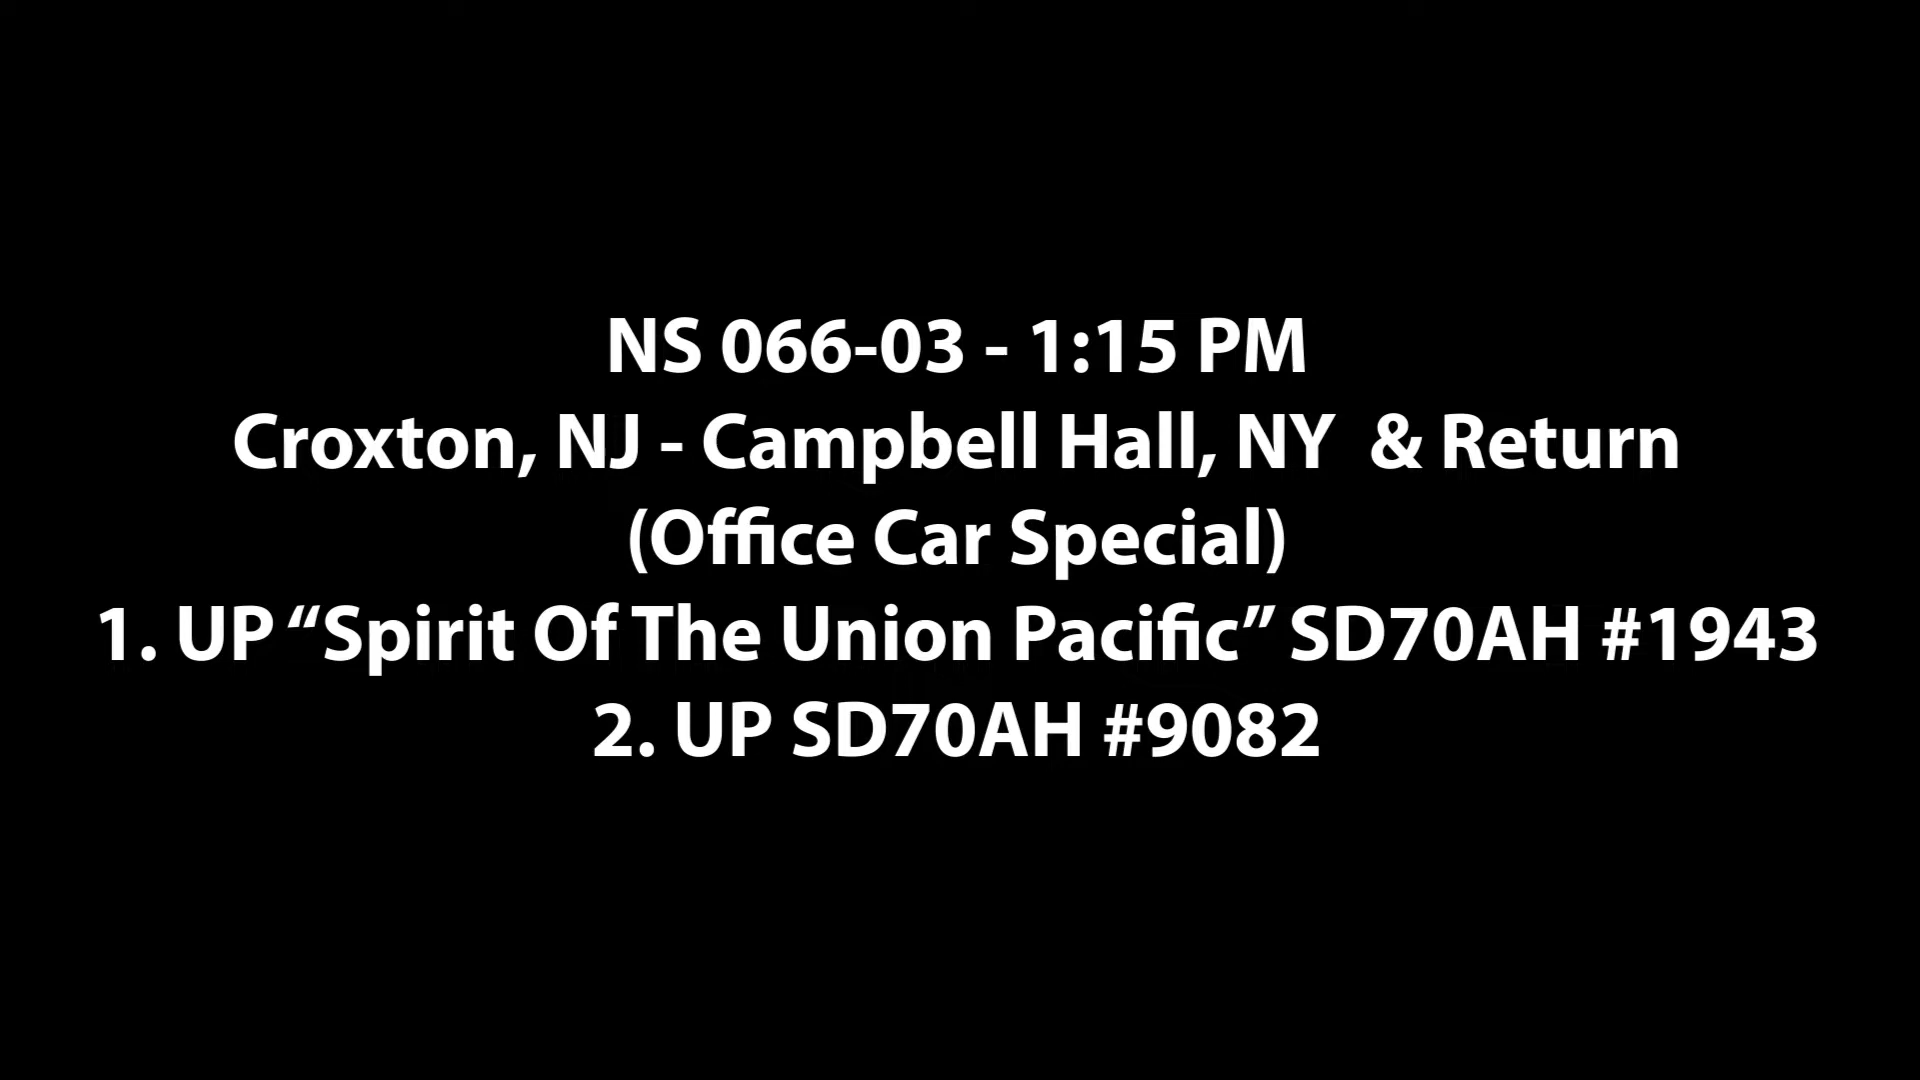 NS 066-03 - 1:15 PM
Croxton, NJ - Campbell Hall, NY  & Return
(Office Car Special)
1. UP “Spirit Of The Union Pacific” SD70AH #1943
2. UP SD70AH #9082